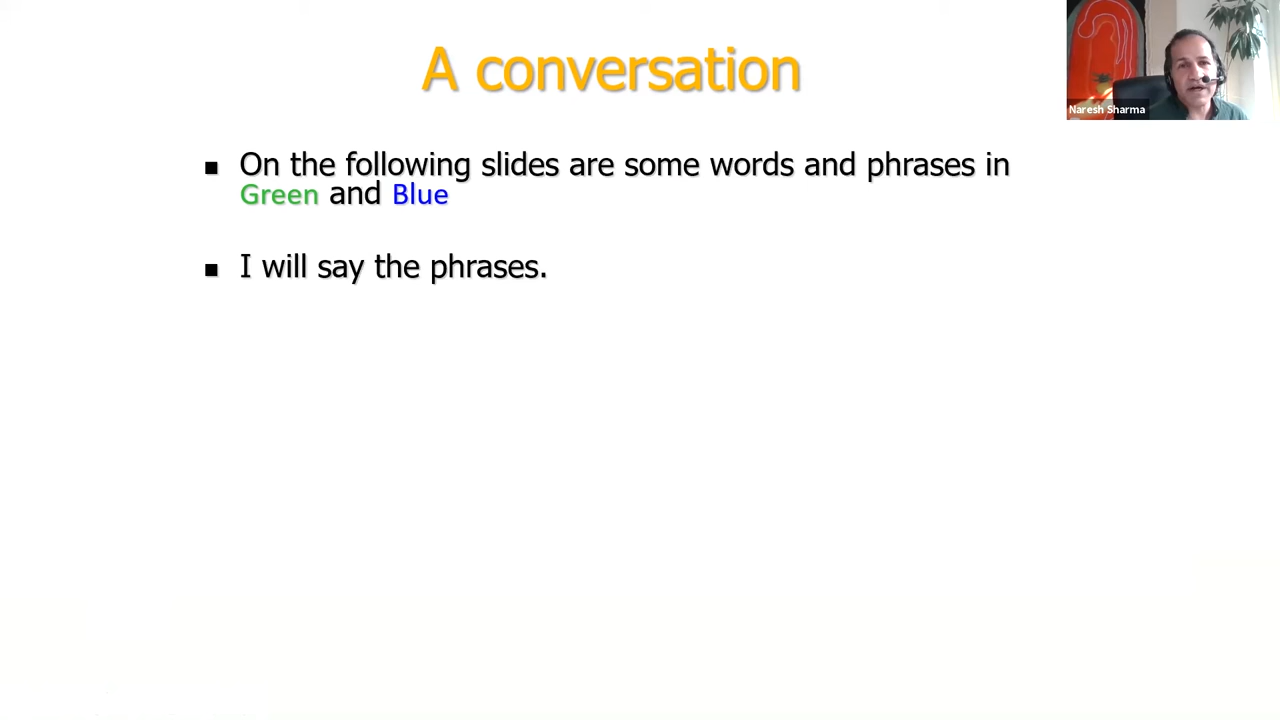 A conversation
Naresh Sharma
On the following slides are some words and phrases in
Green and Blue
I will say the phrases.